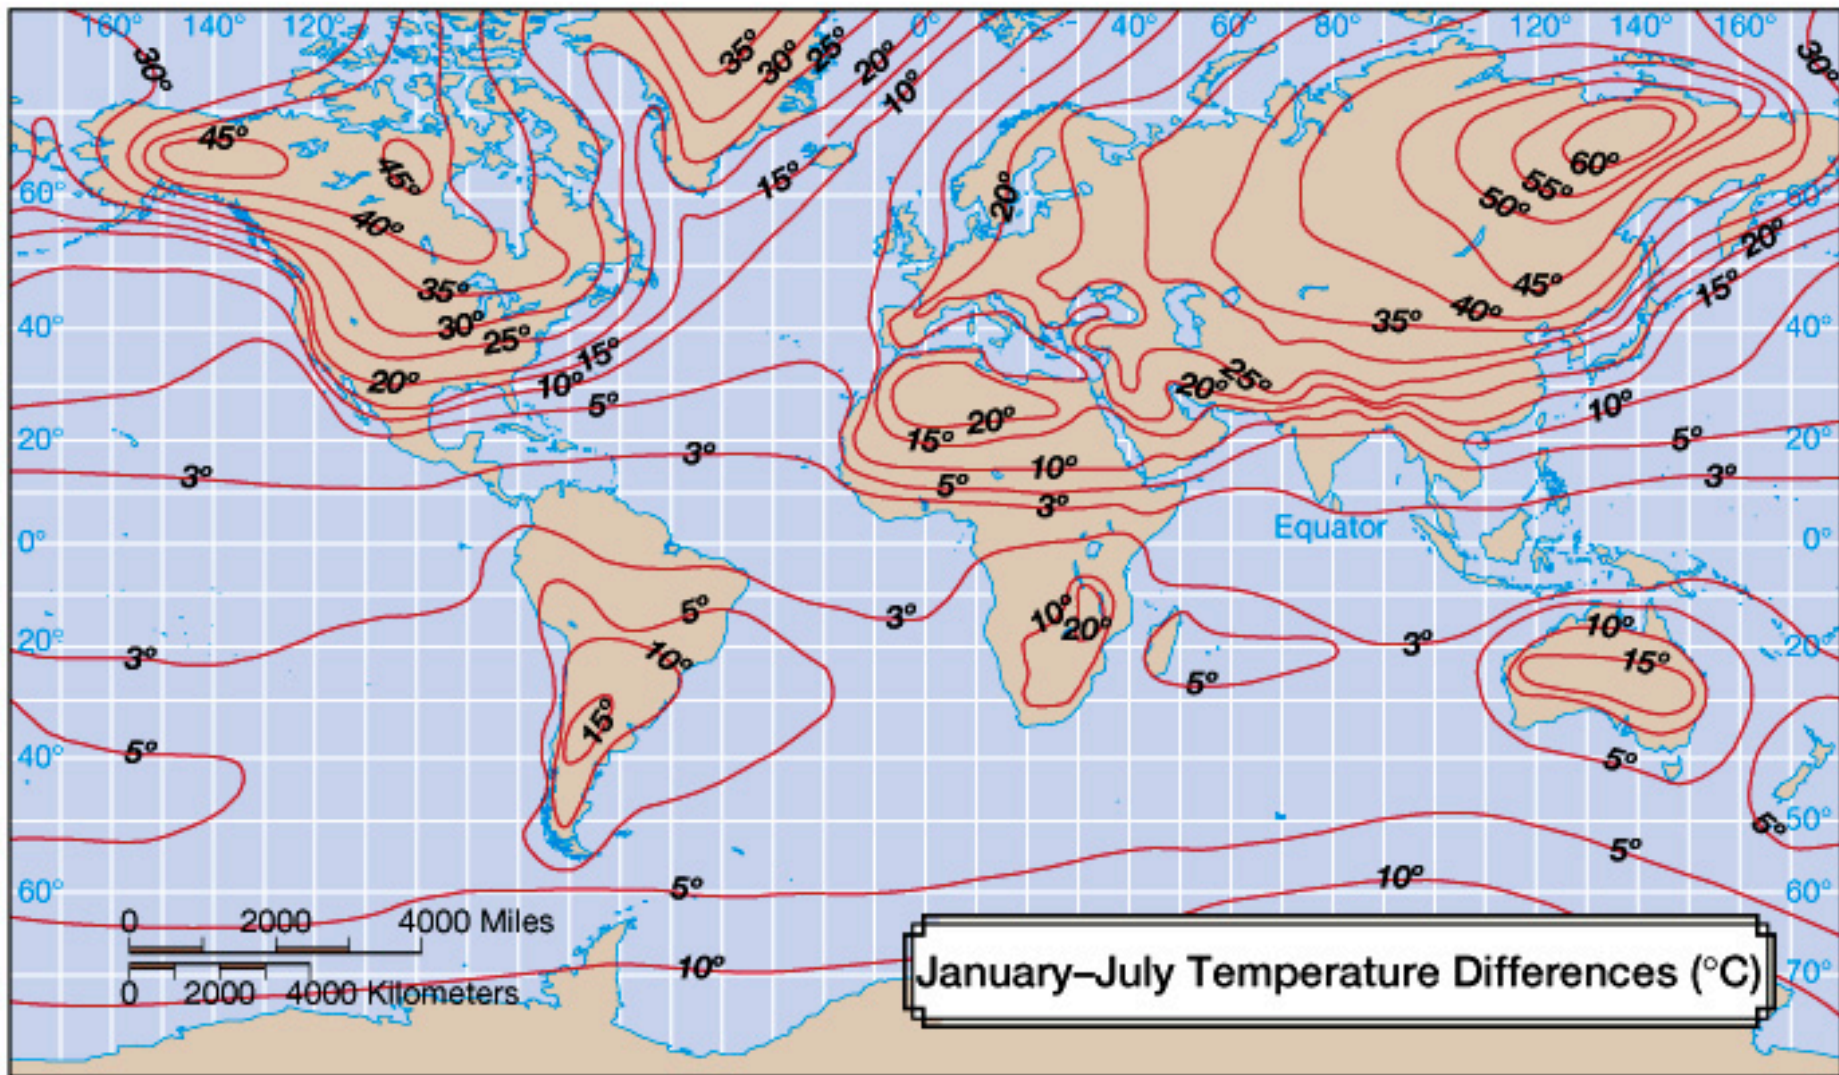 160° 140° 120° 0° 40° 60° 80° 120° 140° 160°
30° 35° 30° 25° 20° 10° 30°
45° 45° 15° 20° 60° 55° 50°
60° 60°
40° 20°
35° 45° 15°
30° 25° 40° 35°
40° 40°
15° 20° 10° 5° 20° 25° 10°
20° 15° 20° 5° 20°
3° 3° 10° 5° 3° 3°
Equator
0° 0°
5° 3° 10° 20° 3° 10°
20° 20°
3° 10° 5° 15°
15°
5° 5°
40° 5° 50°
5° 10° 5°
60° 60°
0 2000 4000 Miles
10°
0 2000 4000 Kilometers
January–July Temperature Differences (°C)
70°